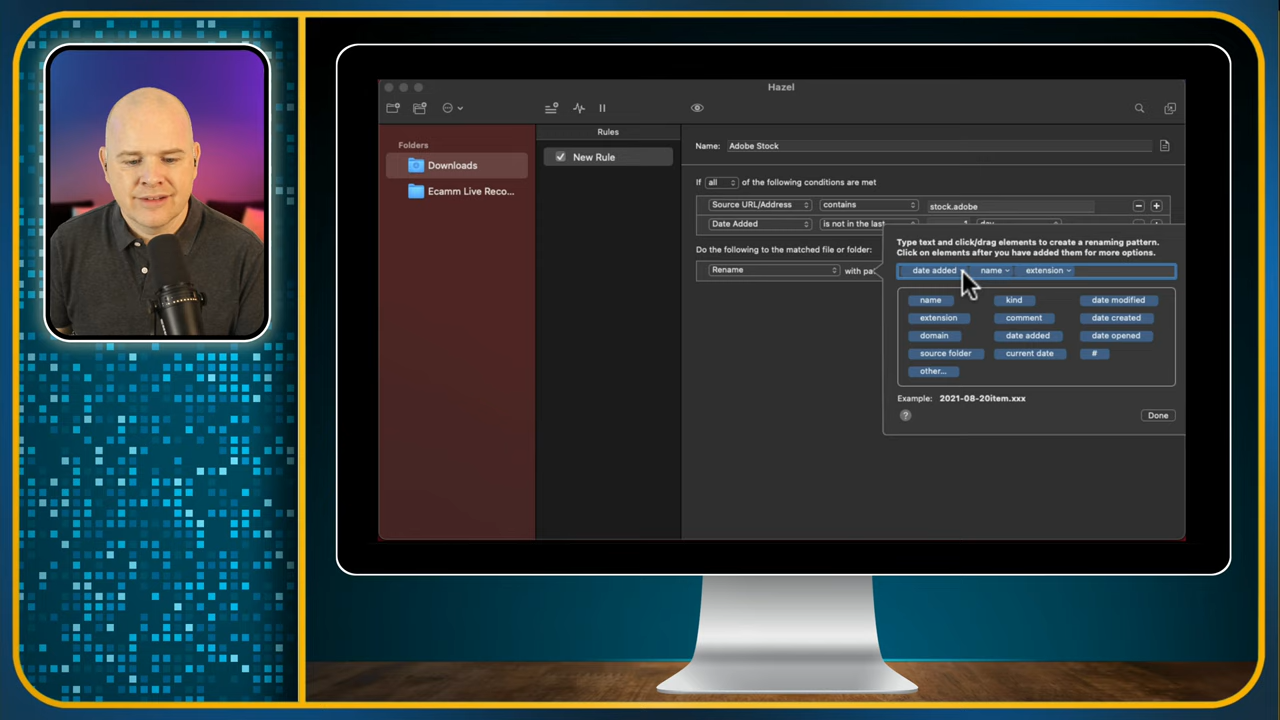 Hazel
Folders
Downloads
Ecamm Live Reco...
Rules
New Rule
Name: Adobe Stock
If all of the following conditions are met
Source URL/Address contains stock.adobe
Date Added is not in the last 1 day
Do the following to the matched file or folder:
Rename with pa
Type text and click/drag elements to create a renaming pattern.
Click on elements after you have added them for more options.
date added name extension
name kind date modified
extension comment date created
domain date added date opened
source folder current date #
other...
Example: 2021-08-20item.xxx
? Done